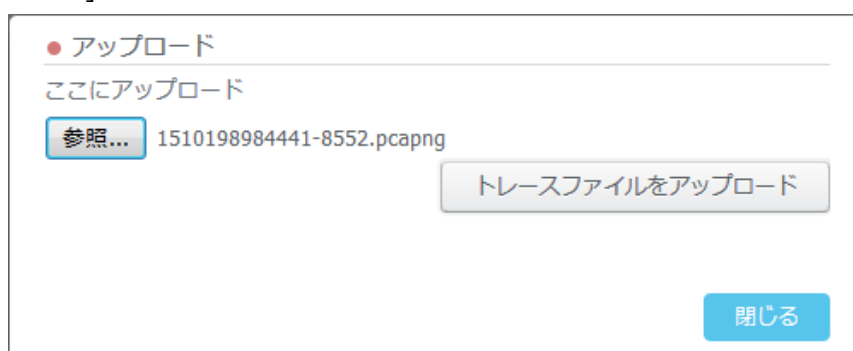 アップロード
ここにアップロード
参照... 1510198984441-8552.pcapng
トレースファイルをアップロード
閉じる